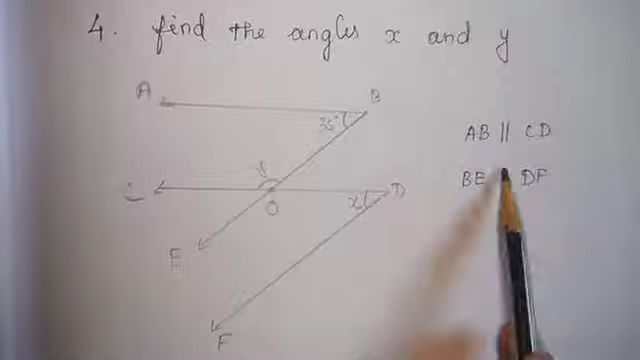 4. find the angles x and y
A
B
35°
AB || CD
BE DF
y
C
O
x
D
E
F